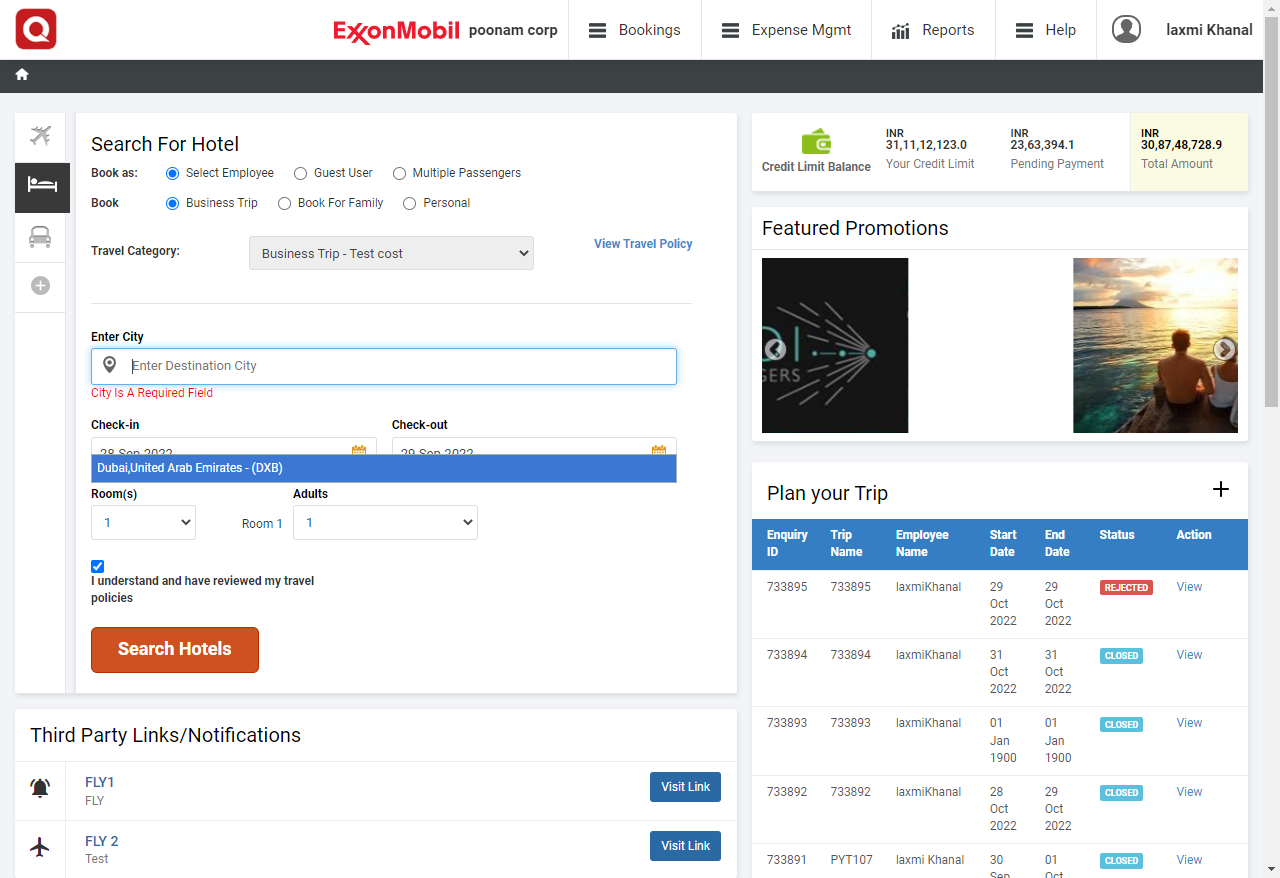 ExxonMobil poonam corp Bookings Expense Mgmt Reports Help laxmi Khanal
Search For Hotel
Book as: Select Employee Guest User Multiple Passengers
Book Business Trip Book For Family Personal
Travel Category: Business Trip - Test cost View Travel Policy
Enter City
Enter Destination City
City Is A Required Field
Check-in Check-out
28 Sep 2022 29 Sep 2022
Dubai,United Arab Emirates - (DXB)
Room(s) Adults
1 Room 1 1
I understand and have reviewed my travel
policies
Search Hotels
Third Party Links/Notifications
FLY1
FLY
Visit Link
FLY 2
Test
Visit Link
Credit Limit Balance
INR
31,11,12,123.0
Your Credit Limit
INR
23,63,394.1
Pending Payment
INR
30,87,48,728.9
Total Amount
Featured Promotions
DI
GERS
Plan your Trip
Enquiry ID Trip Name Employee Name Start Date End Date Status Action
733895 733895 laxmiKhanal 29 Oct 2022 29 Oct 2022 REJECTED View
733894 733894 laxmiKhanal 31 Oct 2022 31 Oct 2022 CLOSED View
733893 733893 laxmiKhanal 01 Jan 1900 01 Jan 1900 CLOSED View
733892 733892 laxmiKhanal 28 Oct 2022 29 Oct 2022 CLOSED View
733891 PYT107 laxmi Khanal 30 Sep 01 Oct CLOSED View